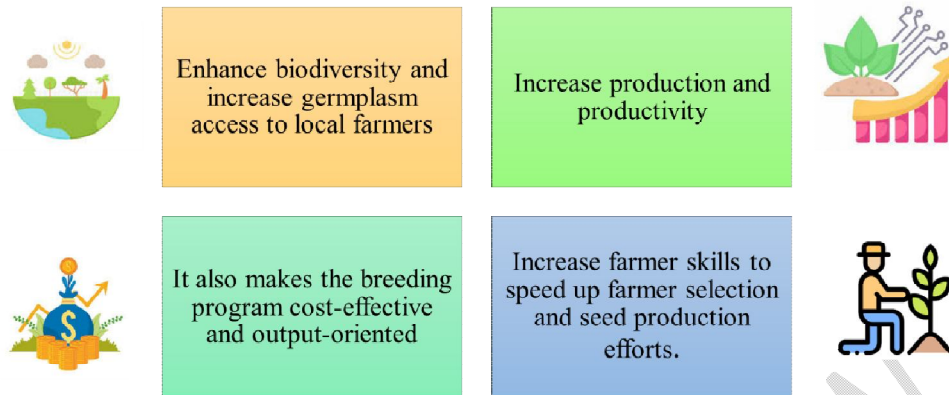 Enhance biodiversity and
increase germplasm
access to local farmers
Increase production and
productivity
It also makes the breeding
program cost-effective
and output-oriented
Increase farmer skills to
speed up farmer selection
and seed production
efforts.